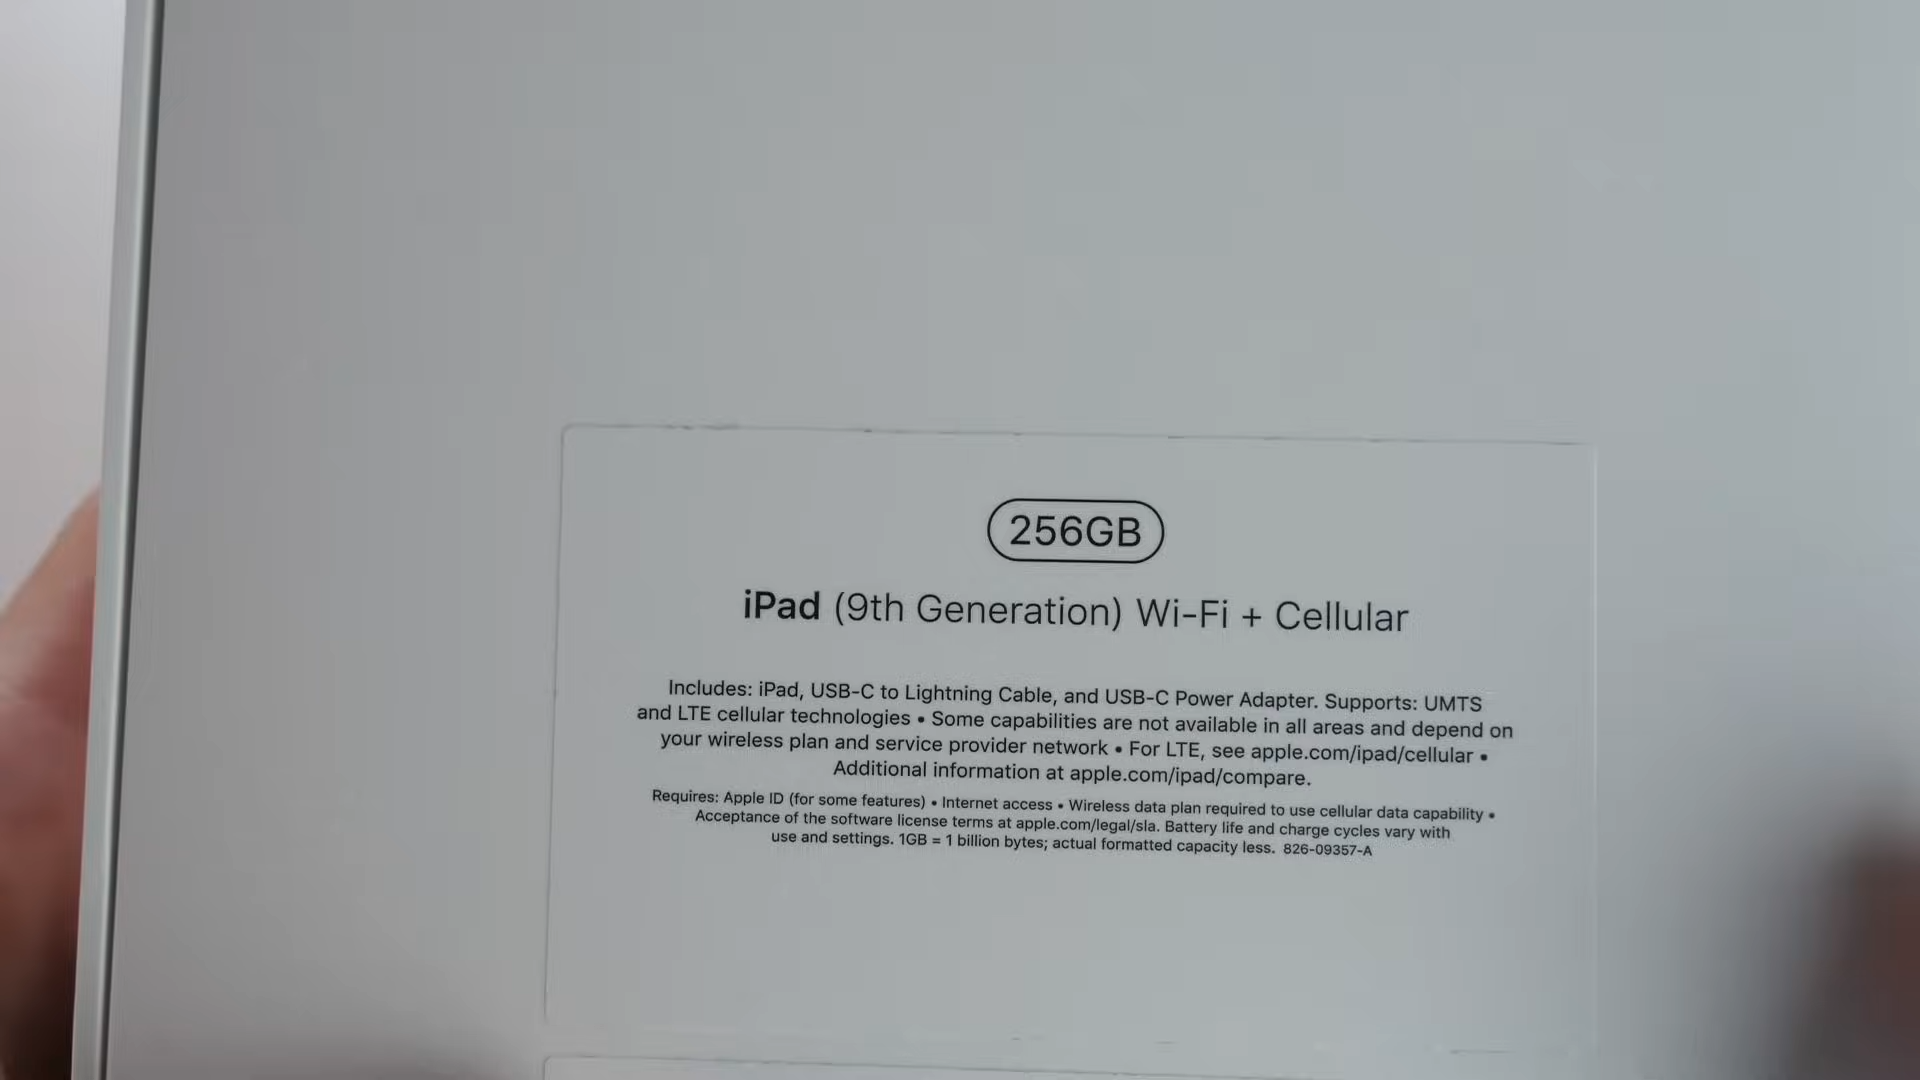 256GB
iPad (9th Generation) Wi-Fi + Cellular
Includes: iPad, USB-C to Lightning Cable, and USB-C Power Adapter. Supports: UMTS
and LTE cellular technologies • Some capabilities are not available in all areas and depend on
your wireless plan and service provider network • For LTE, see apple.com/ipad/cellular •
Additional information at apple.com/ipad/compare.
Requires: Apple ID (for some features) • Internet access • Wireless data plan required to use cellular data capability •
Acceptance of the software license terms at apple.com/legal/sla. Battery life and charge cycles vary with
use and settings. 1GB = 1 billion bytes; actual formatted capacity less. 826-09357-A